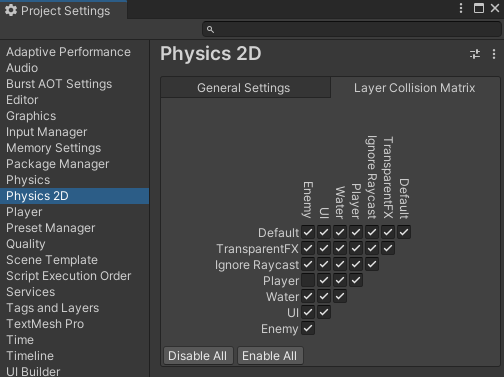 Project Settings
Adaptive Performance
Audio
Burst AOT Settings
Editor
Graphics
Input Manager
Memory Settings
Package Manager
Physics
Physics 2D
Player
Preset Manager
Quality
Scene Template
Script Execution Order
Services
Tags and Layers
TextMesh Pro
Time
Timeline
UI Builder
Physics 2D
General Settings
Layer Collision Matrix
Enemy
UI
Water
Player
Ignore Raycast
TransparentFX
Default
Default
TransparentFX
Ignore Raycast
Player
Water
UI
Enemy
Disable All
Enable All